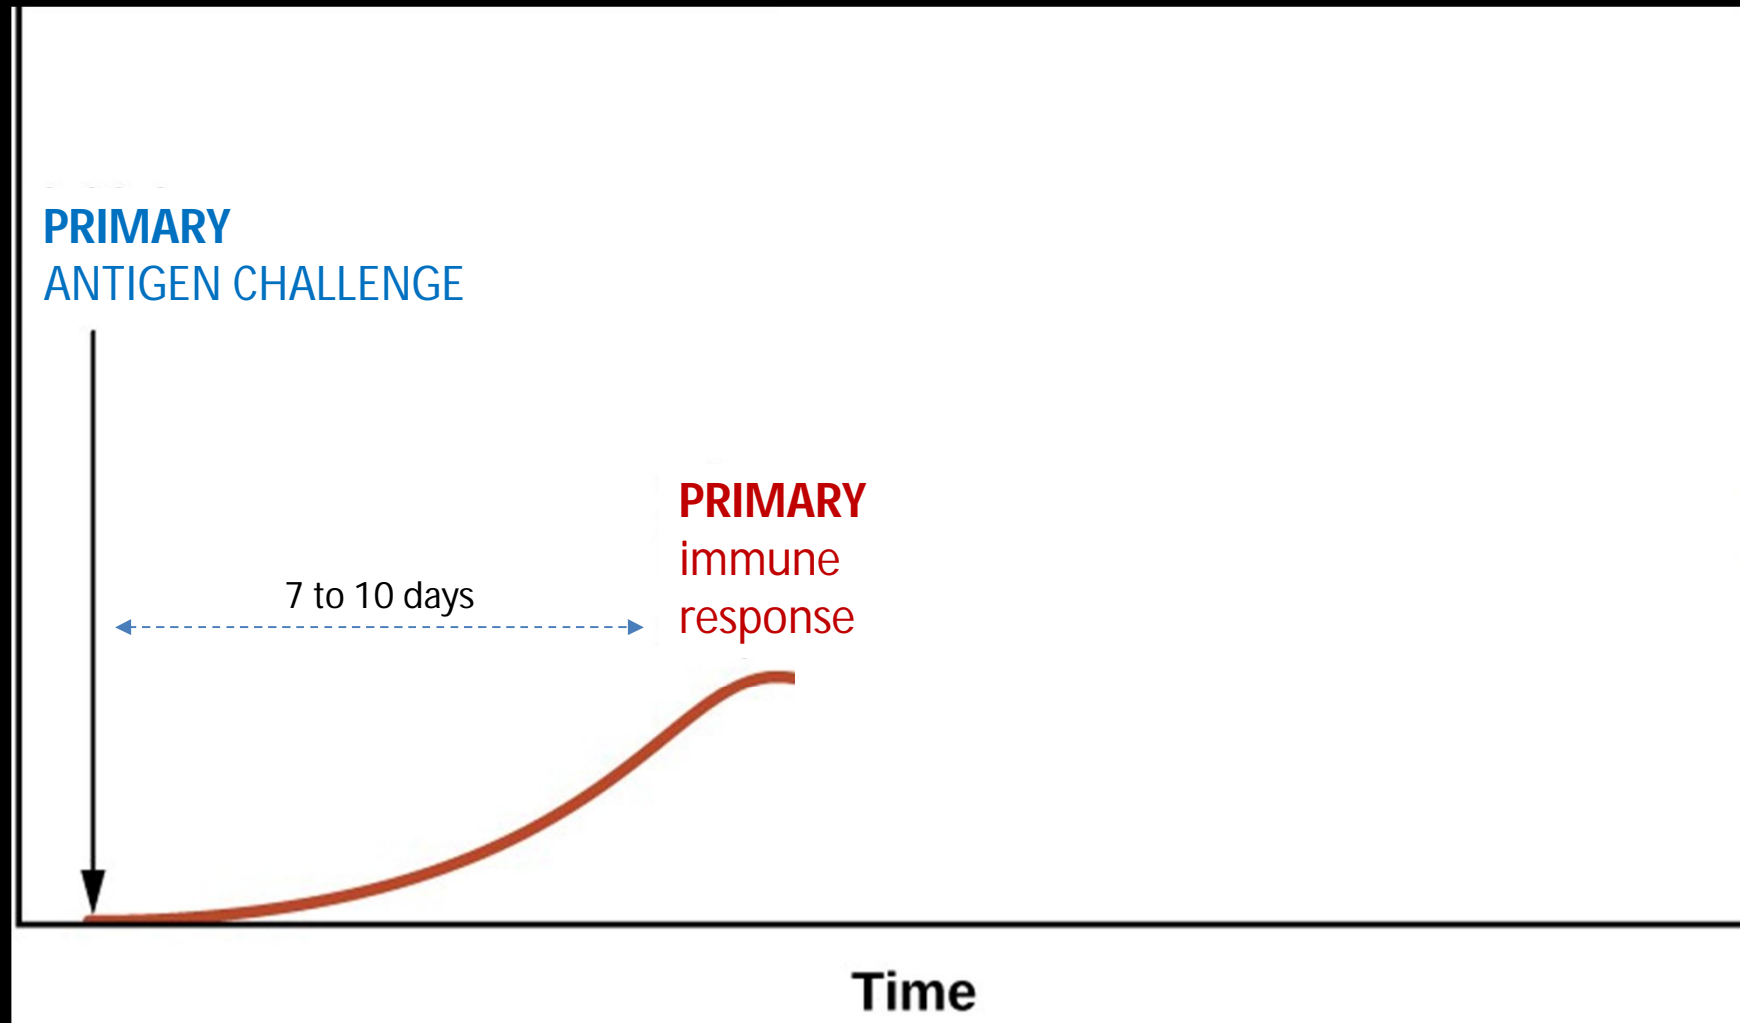 PRIMARY
ANTIGEN CHALLENGE
PRIMARY
immune
response
7 to 10 days
Time